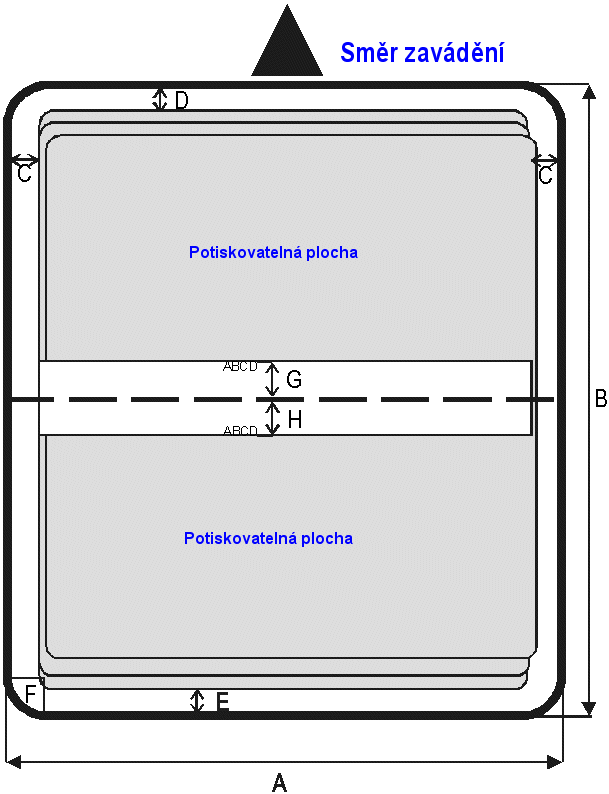 Směr zavádění
D
C
C
Potiskovatelná plocha
ABCD
G
B
H
ABCD
Potiskovatelná plocha
F
E
A